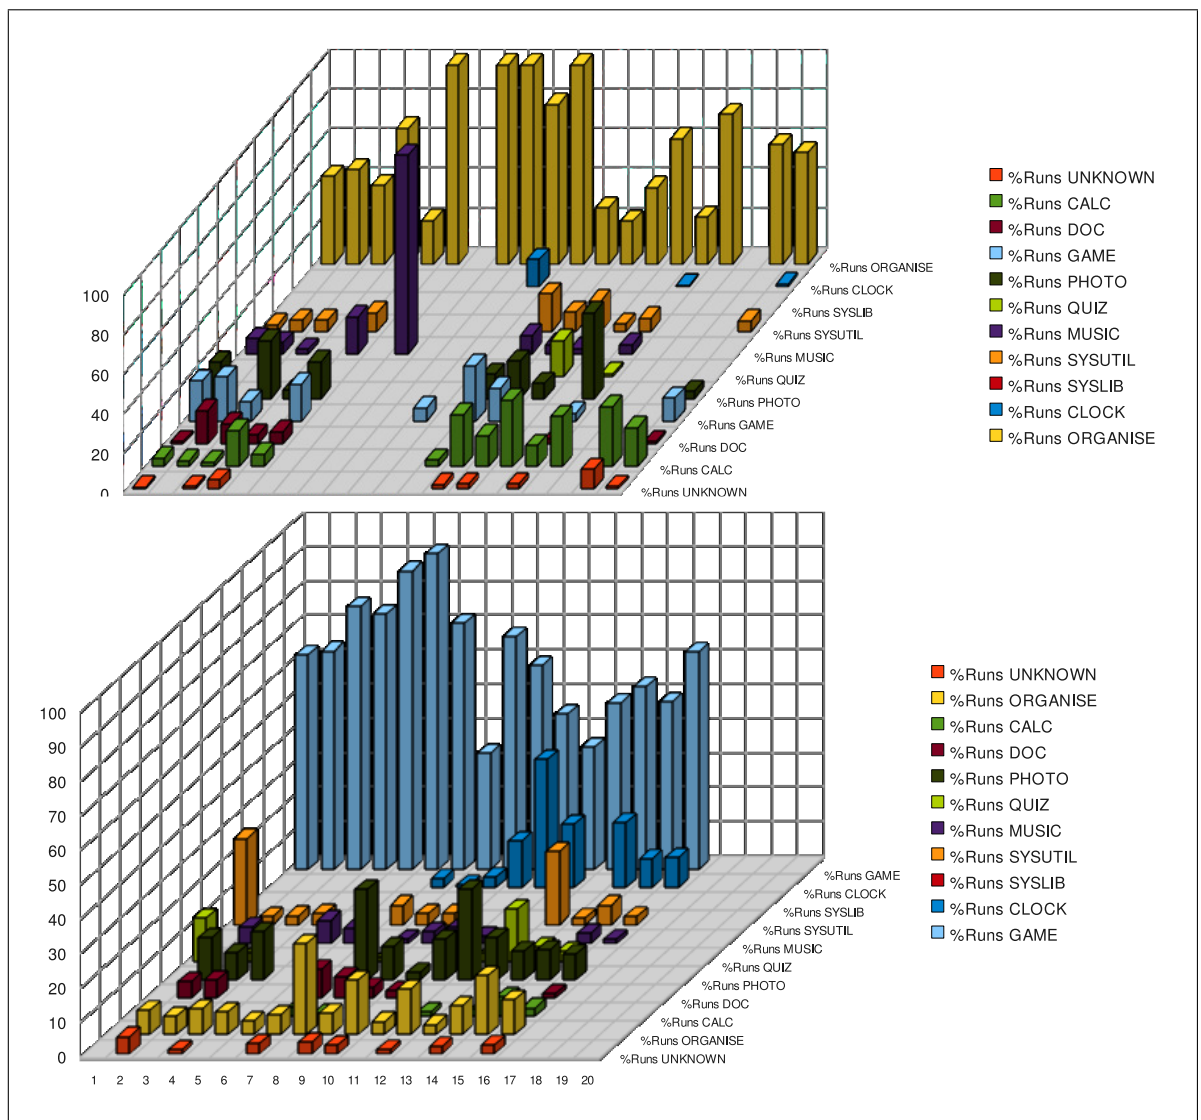 100
80
60
40
20
0
%Runs ORGANISE
%Runs CLOCK
%Runs SYSLIB
%Runs SYSUTIL
%Runs MUSIC
%Runs QUIZ
%Runs PHOTO
%Runs GAME
%Runs DOC
%Runs CALC
%Runs UNKNOWN
%Runs UNKNOWN
%Runs CALC
%Runs DOC
%Runs GAME
%Runs PHOTO
%Runs QUIZ
%Runs MUSIC
%Runs SYSUTIL
%Runs SYSLIB
%Runs CLOCK
%Runs ORGANISE
100
90
80
70
60
50
40
30
20
10
0
1 2 3 4 5 6 7 8 9 10 11 12 13 14 15 16 17 18 19 20
%Runs GAME
%Runs CLOCK
%Runs SYSLIB
%Runs SYSUTIL
%Runs MUSIC
%Runs QUIZ
%Runs PHOTO
%Runs DOC
%Runs CALC
%Runs ORGANISE
%Runs UNKNOWN
%Runs UNKNOWN
%Runs ORGANISE
%Runs CALC
%Runs DOC
%Runs PHOTO
%Runs QUIZ
%Runs MUSIC
%Runs SYSUTIL
%Runs SYSLIB
%Runs CLOCK
%Runs GAME